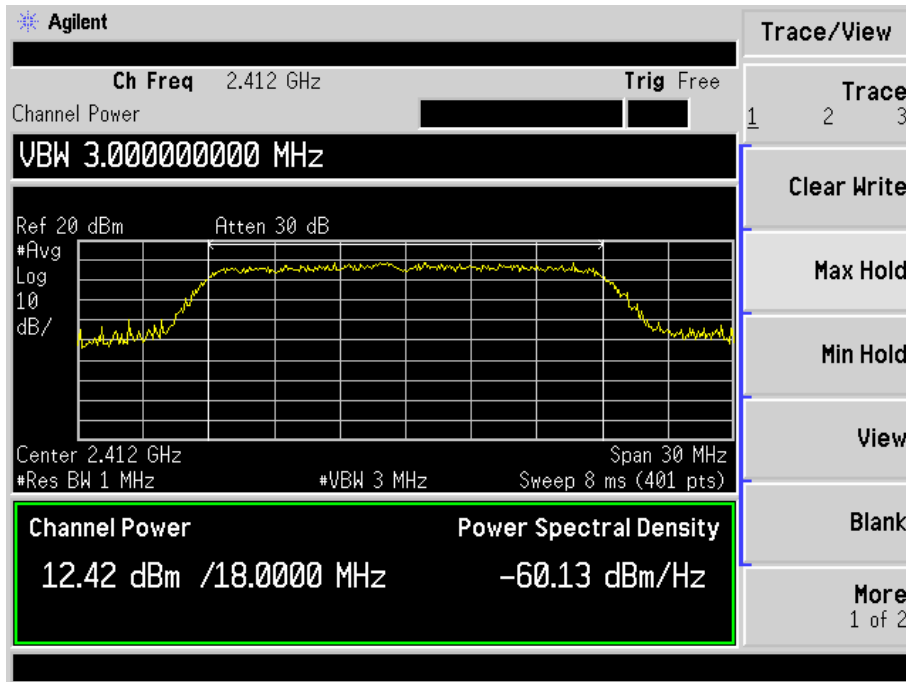 Agilent
Trace/View
Ch Freq 2.412 GHz Trig Free
Channel Power
Trace
1 2 3
VBW 3.000000000 MHz
Clear Write
Ref 20 dBm Atten 30 dB
#Avg
Log
10
dB/
Max Hold
Min Hold
Center 2.412 GHz Span 30 MHz
#Res BW 1 MHz #VBW 3 MHz Sweep 8 ms (401 pts)
View
Channel Power Power Spectral Density
12.42 dBm /18.0000 MHz -60.13 dBm/Hz
Blank
More
1 of 2